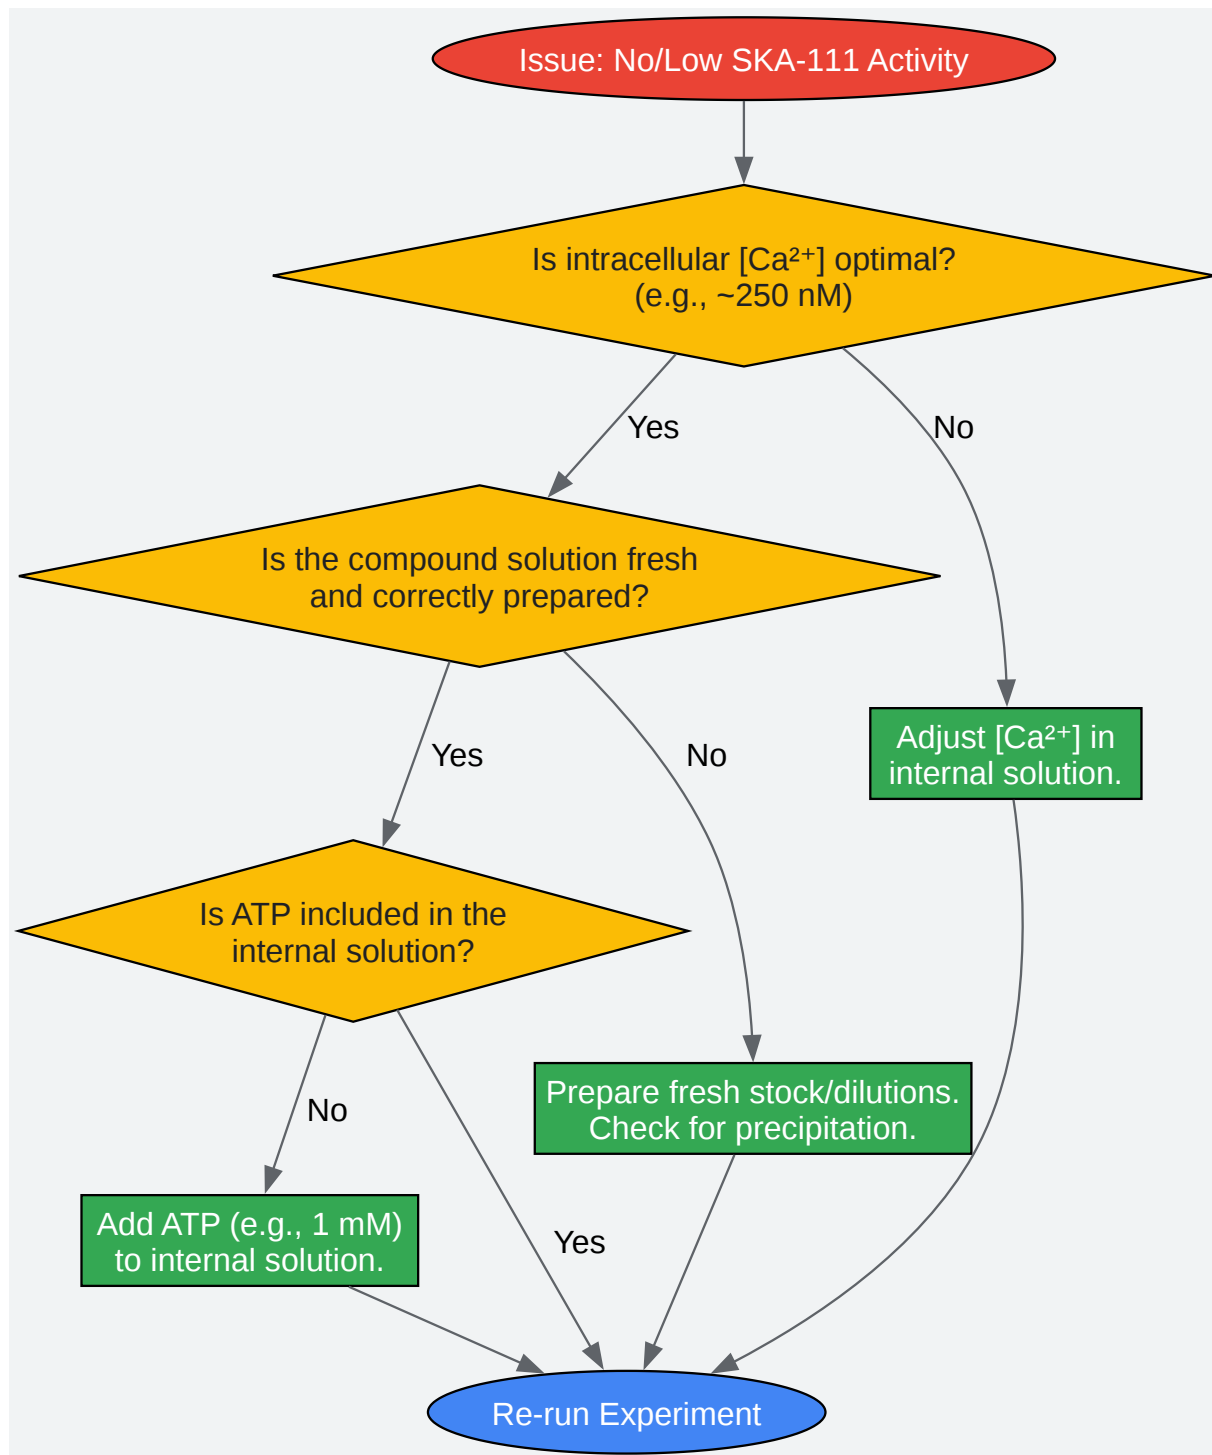 Issue: No/Low SKA-111 Activity
Is intracellular [Ca²⁺] optimal?
(e.g., ~250 nM)
Yes
No
Is the compound solution fresh
and correctly prepared?
Adjust [Ca²⁺] in
internal solution.
Yes
No
Is ATP included in the
internal solution?
Prepare fresh stock/dilutions.
Check for precipitation.
No
Add ATP (e.g., 1 mM)
to internal solution.
Yes
Re-run Experiment